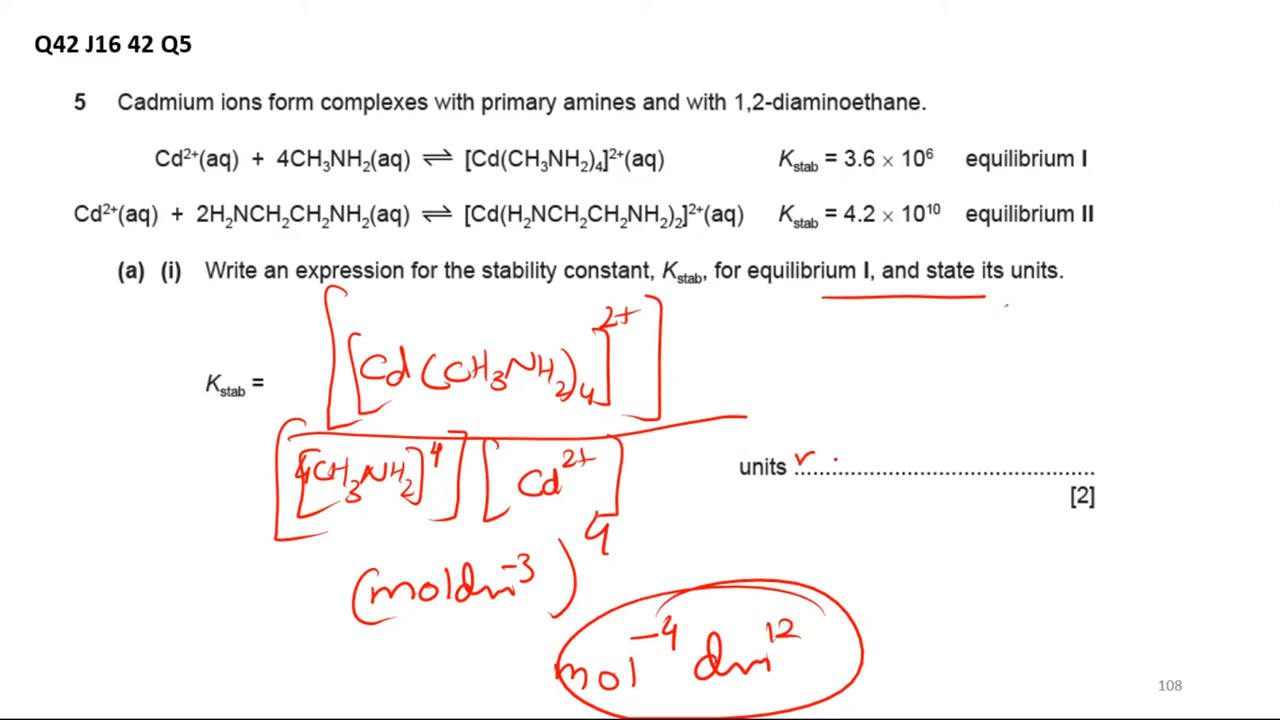 Q42 J16 42 Q5
5 Cadmium ions form complexes with primary amines and with 1,2-diaminoethane.
Cd²⁺(aq) + 4CH₃NH₂(aq) ⇌ [Cd(CH₃NH₂)₄]²⁺(aq) K_stab = 3.6 × 10⁶ equilibrium I
Cd²⁺(aq) + 2H₂NCH₂CH₂NH₂(aq) ⇌ [Cd(H₂NCH₂CH₂NH₂)₂]²⁺(aq) K_stab = 4.2 × 10¹⁰ equilibrium II
(a) (i) Write an expression for the stability constant, K_stab, for equilibrium I, and state its units.
[[Cd(CH₃NH₂)₄]²⁺]
K_stab =
[[CH₃NH₂]⁴] [Cd²⁺]
units ..........................................
[2]
(mol dm⁻³)⁴
mol⁻⁴ dm¹²
108